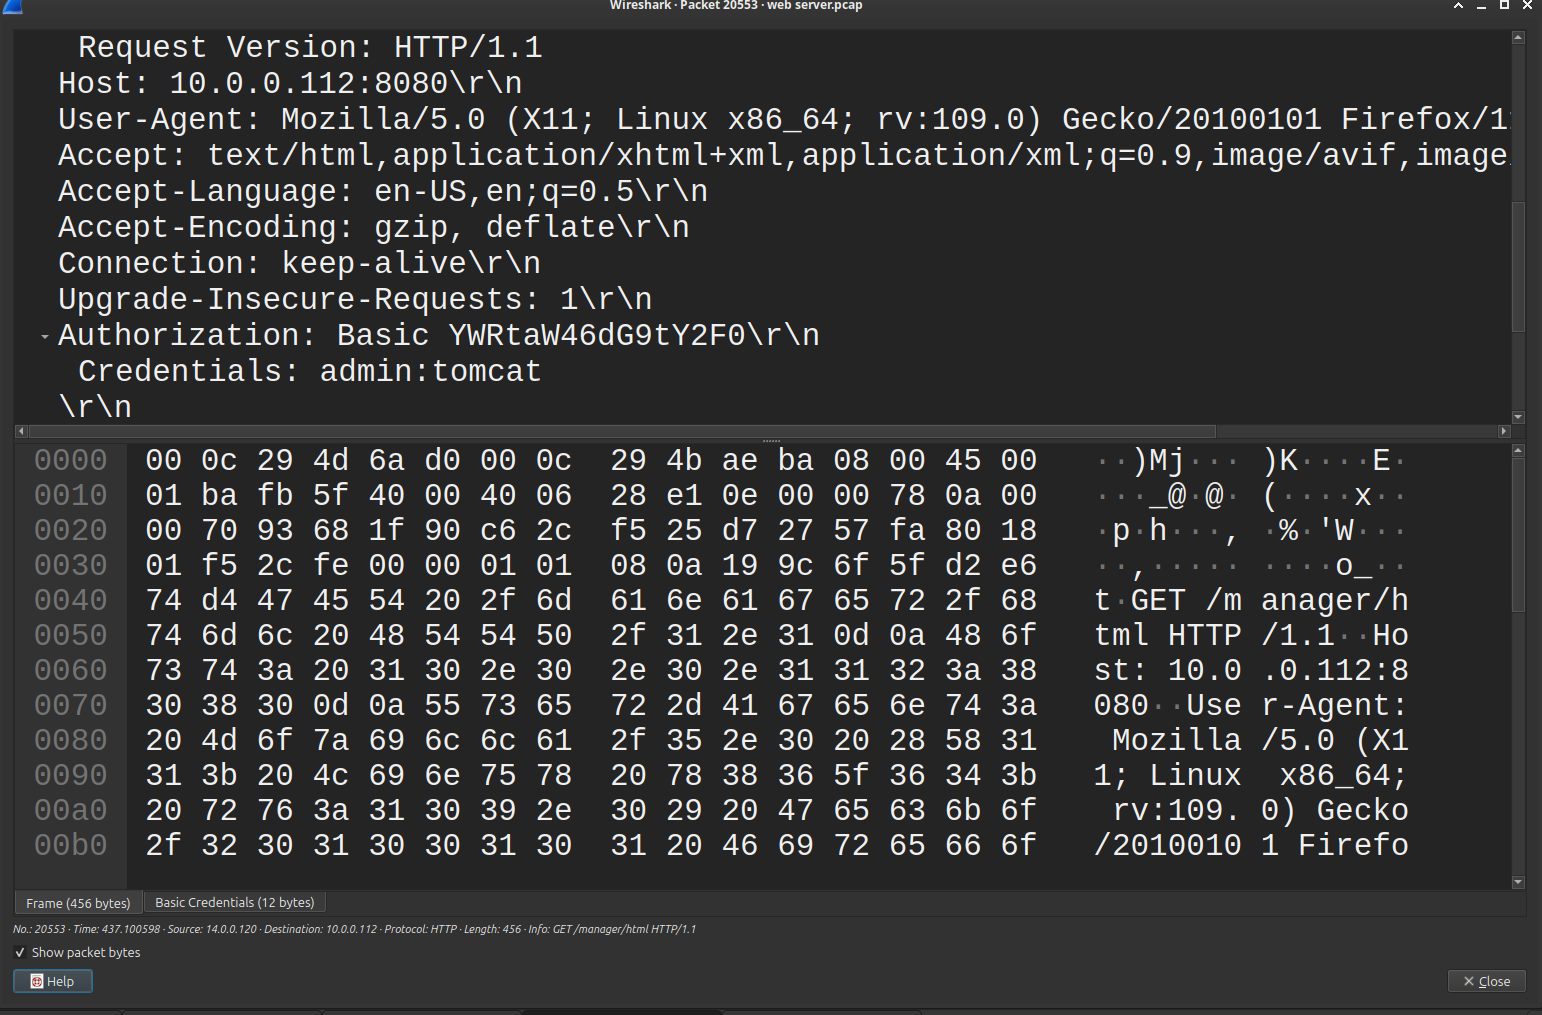 Wireshark · Packet 20553 · web server.pcap
Request Version: HTTP/1.1
Host: 10.0.0.112:8080\r\n
User-Agent: Mozilla/5.0 (X11; Linux x86_64; rv:109.0) Gecko/20100101 Firefox/1
Accept: text/html,application/xhtml+xml,application/xml;q=0.9,image/avif,image
Accept-Language: en-US,en;q=0.5\r\n
Accept-Encoding: gzip, deflate\r\n
Connection: keep-alive\r\n
Upgrade-Insecure-Requests: 1\r\n
Authorization: Basic YWRtaW46dG9tY2F0\r\n
Credentials: admin:tomcat
\r\n
0000 00 0c 29 4d 6a d0 00 0c 29 4b ae ba 08 00 45 00 ··)Mj··· )K····E·
0010 01 ba fb 5f 40 00 40 06 28 e1 0e 00 00 78 0a 00 ···_@·@· (····x··
0020 00 70 93 68 1f 90 c6 2c f5 25 d7 27 57 fa 80 18 ·p·h···, ·%·'W···
0030 01 f5 2c fe 00 00 01 01 08 0a 19 9c 6f 5f d2 e6 ··,····· ····o_··
0040 74 d4 47 45 54 20 2f 6d 61 6e 61 67 65 72 2f 68 t·GET /m anager/h
0050 74 6d 6c 20 48 54 54 50 2f 31 2e 31 0d 0a 48 6f tml HTTP /1.1··Ho
0060 73 74 3a 20 31 30 2e 30 2e 30 2e 31 31 32 3a 38 st: 10.0 .0.112:8
0070 30 38 30 0d 0a 55 73 65 72 2d 41 67 65 6e 74 3a 080··Use r-Agent:
0080 20 4d 6f 7a 69 6c 6c 61 2f 35 2e 30 20 28 58 31 Mozilla /5.0 (X1
0090 31 3b 20 4c 69 6e 75 78 20 78 38 36 5f 36 34 3b 1; Linux x86_64;
00a0 20 72 76 3a 31 30 39 2e 30 29 20 47 65 63 6b 6f rv:109. 0) Gecko
00b0 2f 32 30 31 30 30 31 30 31 20 46 69 72 65 66 6f /2010010 1 Firefo
Frame (456 bytes) Basic Credentials (12 bytes)
No.: 20553 · Time: 437.100598 · Source: 14.0.0.120 · Destination: 10.0.0.112 · Protocol: HTTP · Length: 456 · Info: GET /manager/html HTTP/1.1
Show packet bytes
Help
Close